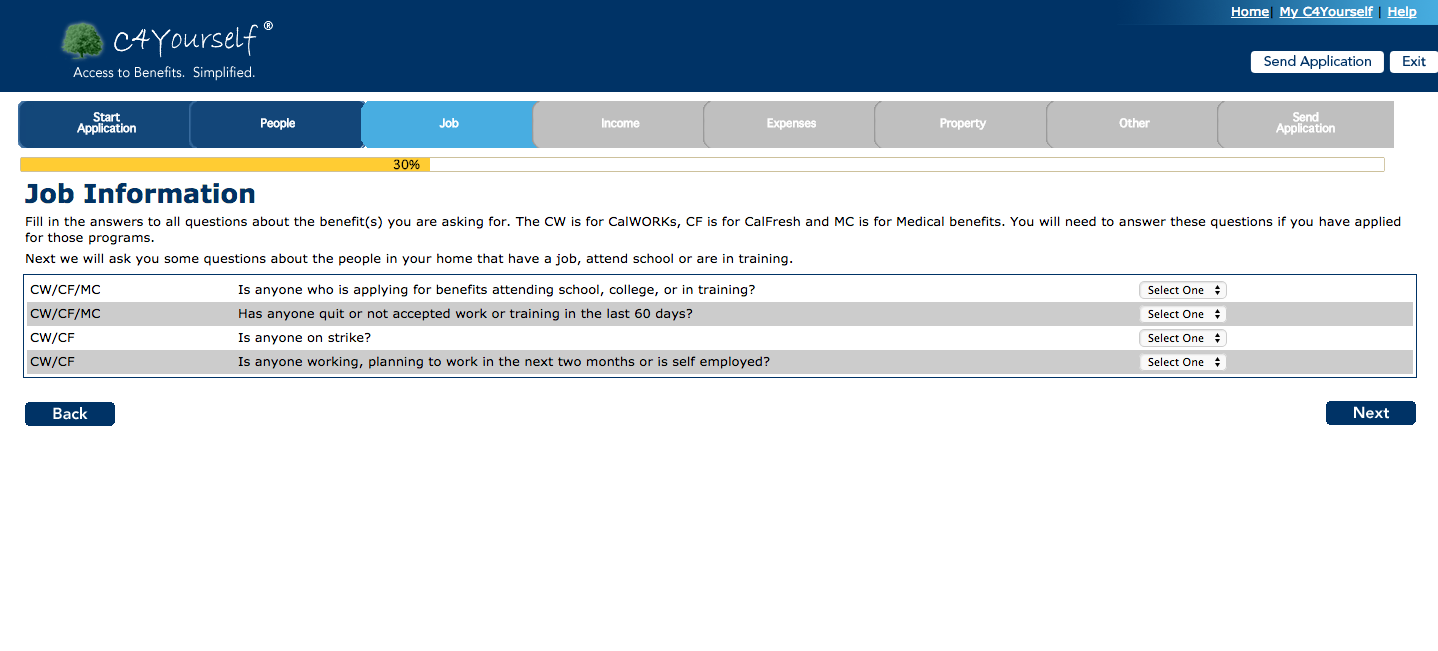 Home | My C4Yourself | Help
C4Yourself®
Access to Benefits. Simplified.
Send Application Exit
Start Application People Job Income Expenses Property Other Send Application
30%
Job Information
Fill in the answers to all questions about the benefit(s) you are asking for. The CW is for CalWORKs, CF is for CalFresh and MC is for Medical benefits. You will need to answer these questions if you have applied
for those programs.
Next we will ask you some questions about the people in your home that have a job, attend school or are in training.
CW/CF/MC Is anyone who is applying for benefits attending school, college, or in training? Select One
CW/CF/MC Has anyone quit or not accepted work or training in the last 60 days? Select One
CW/CF Is anyone on strike? Select One
CW/CF Is anyone working, planning to work in the next two months or is self employed? Select One
Back Next